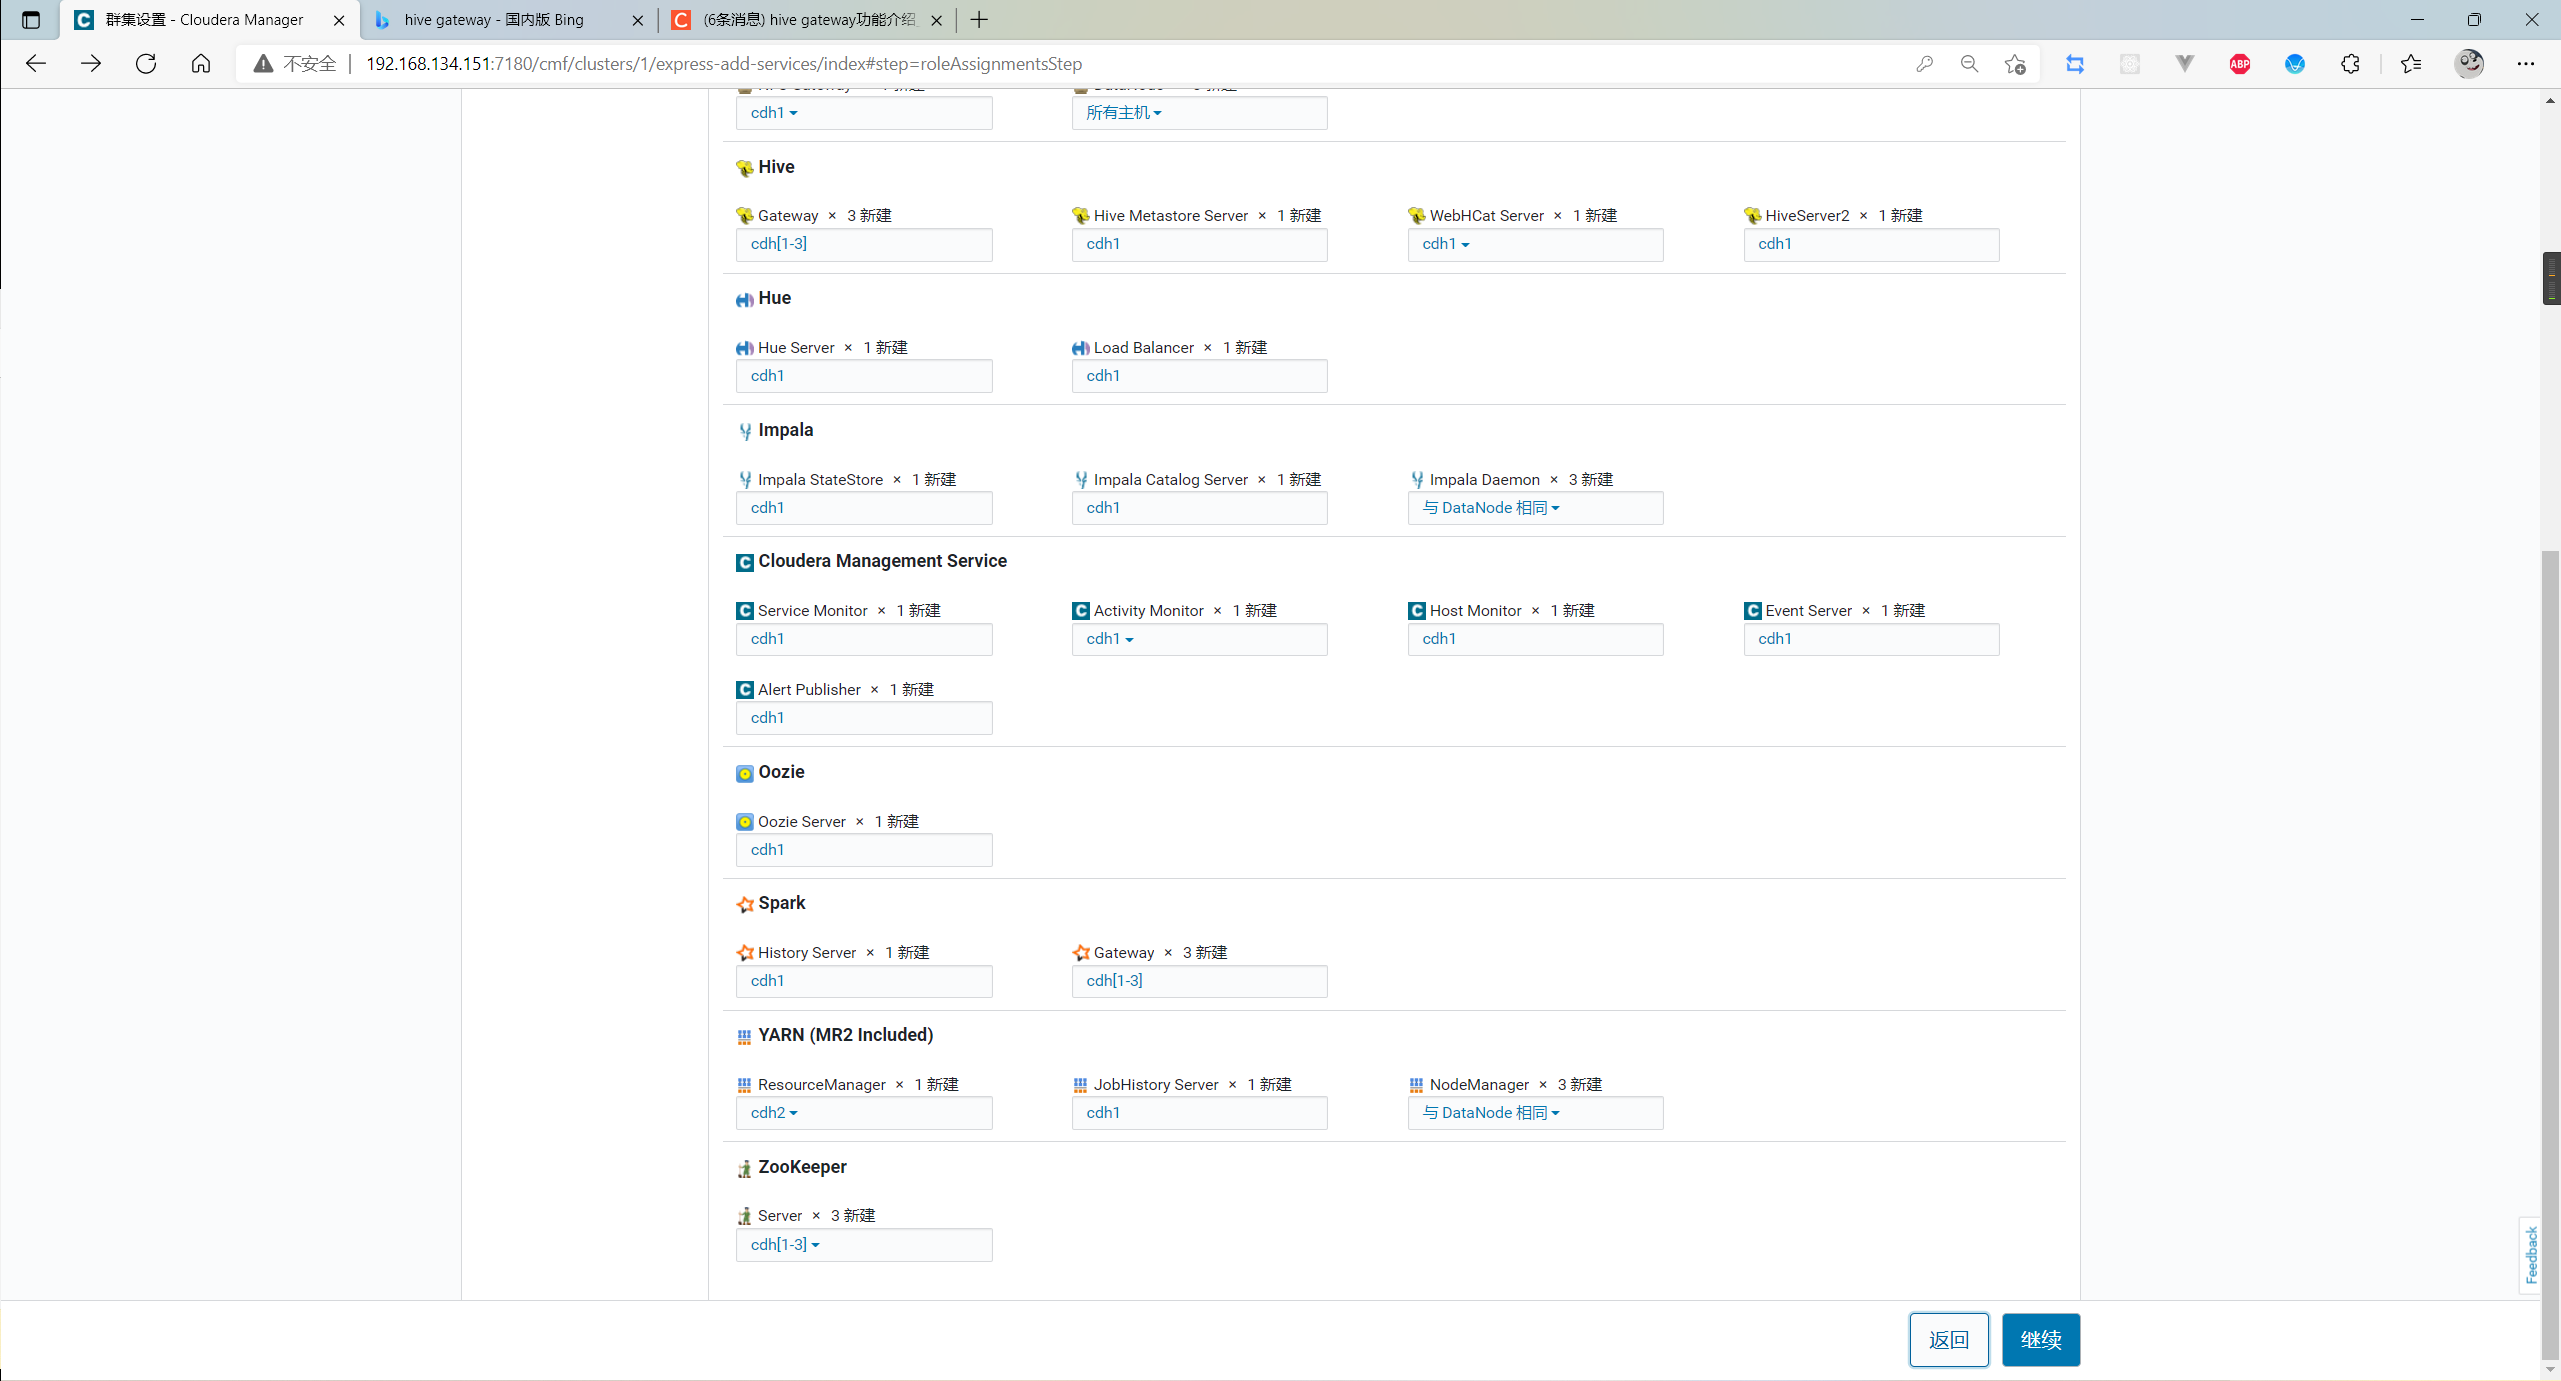 群集设置 - Cloudera Manager
hive gateway - 国内版 Bing
(6条消息) hive gateway功能介绍
不安全 192.168.134.151:7180/cmf/clusters/1/express-add-services/index#step=roleAssignmentsStep
ABP
cdh1 所有主机
Hive
Gateway × 3 新建 Hive Metastore Server × 1 新建 WebHCat Server × 1 新建 HiveServer2 × 1 新建
cdh[1-3] cdh1 cdh1 cdh1
Hue
Hue Server × 1 新建 Load Balancer × 1 新建
cdh1 cdh1
Impala
Impala StateStore × 1 新建 Impala Catalog Server × 1 新建 Impala Daemon × 3 新建
cdh1 cdh1 与 DataNode 相同
Cloudera Management Service
Service Monitor × 1 新建 Activity Monitor × 1 新建 Host Monitor × 1 新建 Event Server × 1 新建
cdh1 cdh1 cdh1 cdh1
Alert Publisher × 1 新建
cdh1
Oozie
Oozie Server × 1 新建
cdh1
Spark
History Server × 1 新建 Gateway × 3 新建
cdh1 cdh[1-3]
YARN (MR2 Included)
ResourceManager × 1 新建 JobHistory Server × 1 新建 NodeManager × 3 新建
cdh2 cdh1 与 DataNode 相同
ZooKeeper
Server × 3 新建
cdh[1-3]
Feedback
返回 继续